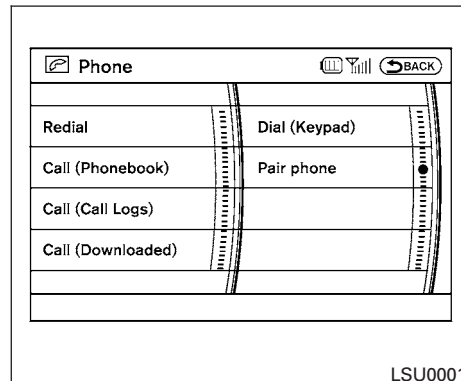 Phone
BACK
Redial
Call (Phonebook)
Call (Call Logs)
Call (Downloaded)
Dial (Keypad)
Pair phone
LSU0001